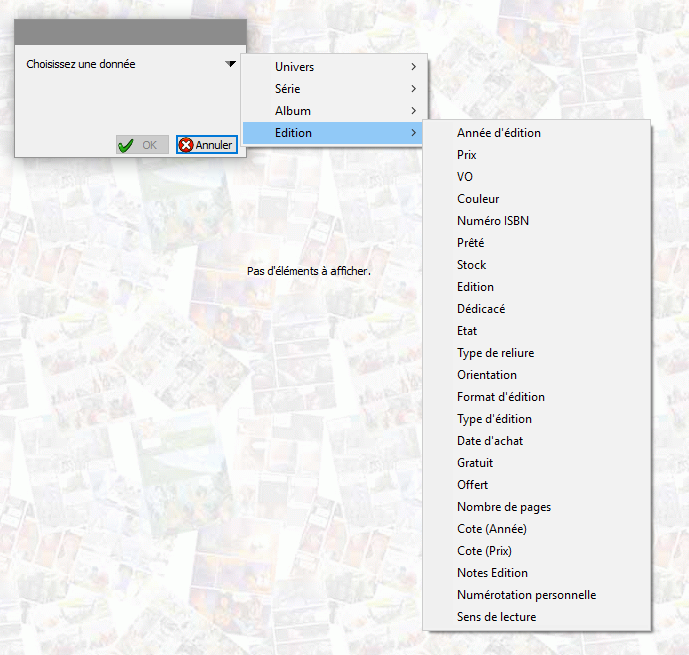 Choisissez une donnée
OK
Annuler
Univers
Série
Album
Edition
Année d'édition
Prix
VO
Couleur
Numéro ISBN
Prêté
Stock
Edition
Dédicacé
Etat
Type de reliure
Orientation
Format d'édition
Type d'édition
Date d'achat
Gratuit
Offert
Nombre de pages
Cote (Année)
Cote (Prix)
Notes Edition
Numérotation personnelle
Sens de lecture
Pas d'éléments à afficher.